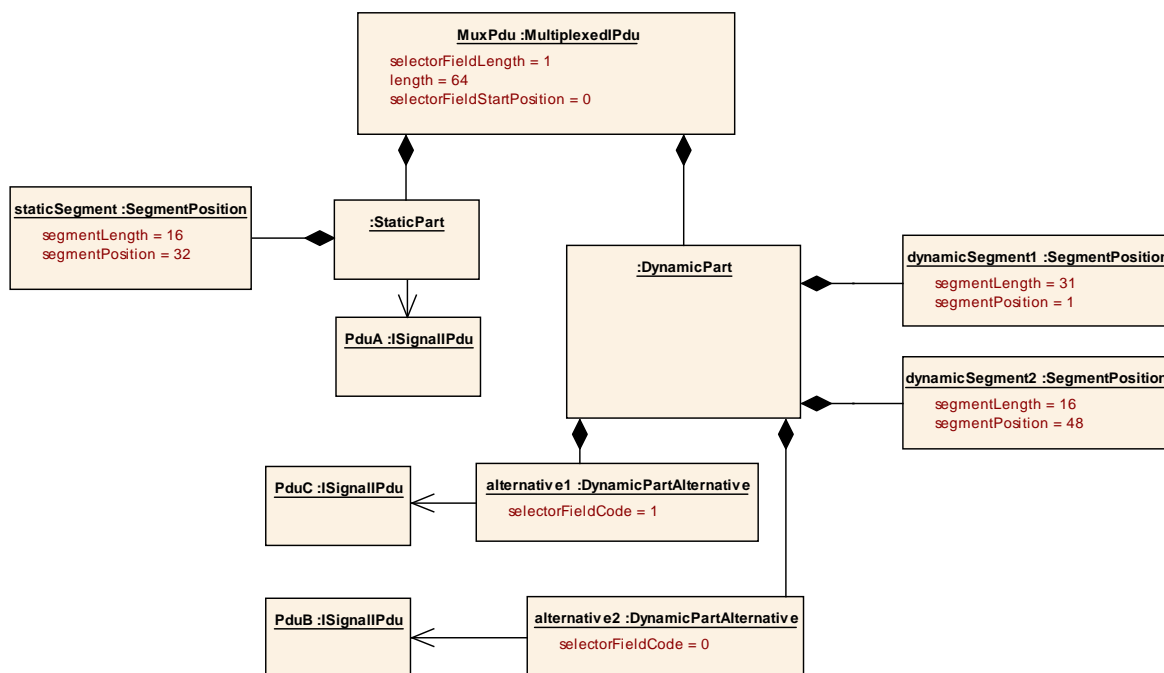 MuxPdu :MultiplexedIPdu
selectorFieldLength = 1
length = 64
selectorFieldStartPosition = 0
staticSegment :SegmentPosition
segmentLength = 16
segmentPosition = 32
:StaticPart
:DynamicPart
dynamicSegment1 :SegmentPosition
segmentLength = 31
segmentPosition = 1
PduA :ISignalIPdu
dynamicSegment2 :SegmentPosition
segmentLength = 16
segmentPosition = 48
PduC :ISignalIPdu
alternative1 :DynamicPartAlternative
selectorFieldCode = 1
PduB :ISignalIPdu
alternative2 :DynamicPartAlternative
selectorFieldCode = 0